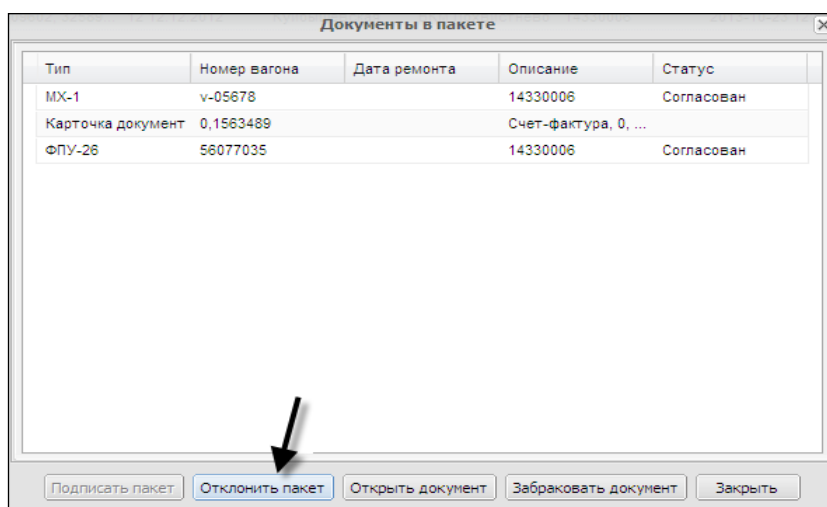 Документы в пакете
Тип Номер вагона Дата ремонта Описание Статус
МХ-1 v-05678 14330006 Согласован
Карточка документ 0,1563489 Счет-фактура, 0, ...
ФПУ-26 56077035 14330006 Согласован
Подписать пакет Отклонить пакет Открыть документ Забраковать документ Закрыть